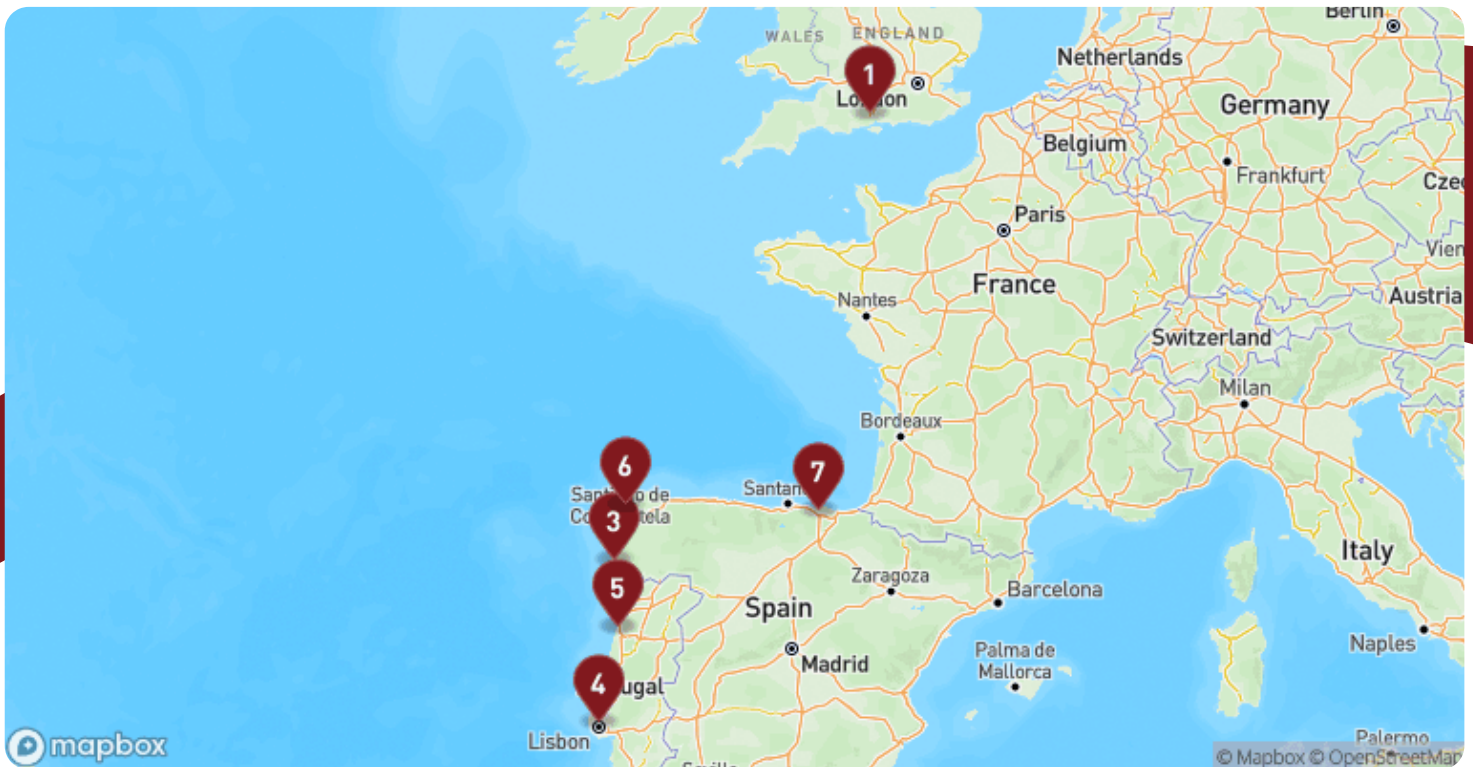 Berlin
WALES
ENGLAND
Netherlands
1
London
Germany
Belgium
Frankfurt
Cze
Paris
Vien
France
Nantes
Austria
Switzerland
Milan
Bordeaux
6
7
Santan
Santiago de
Compostela
3
Italy
Zaragoza
5
Barcelona
Spain
Naples
Palma de
Mallorca
Madrid
4
ugal
Lisbon
mapbox
Palermo
© Mapbox © OpenStreetMap